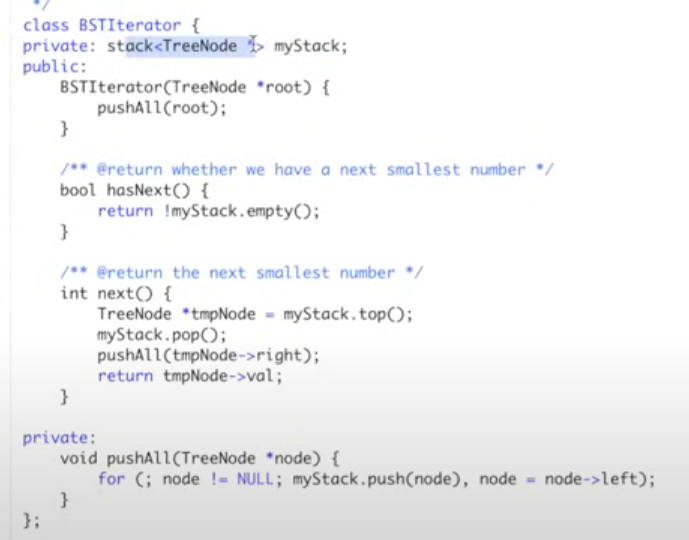 */
class BSTIterator {
private: stack<TreeNode *> myStack;
public:
    BSTIterator(TreeNode *root) {
        pushAll(root);
    }

    /** @return whether we have a next smallest number */
    bool hasNext() {
        return !myStack.empty();
    }

    /** @return the next smallest number */
    int next() {
        TreeNode *tmpNode = myStack.top();
        myStack.pop();
        pushAll(tmpNode->right);
        return tmpNode->val;
    }

private:
    void pushAll(TreeNode *node) {
        for (; node != NULL; myStack.push(node), node = node->left);
    }
};